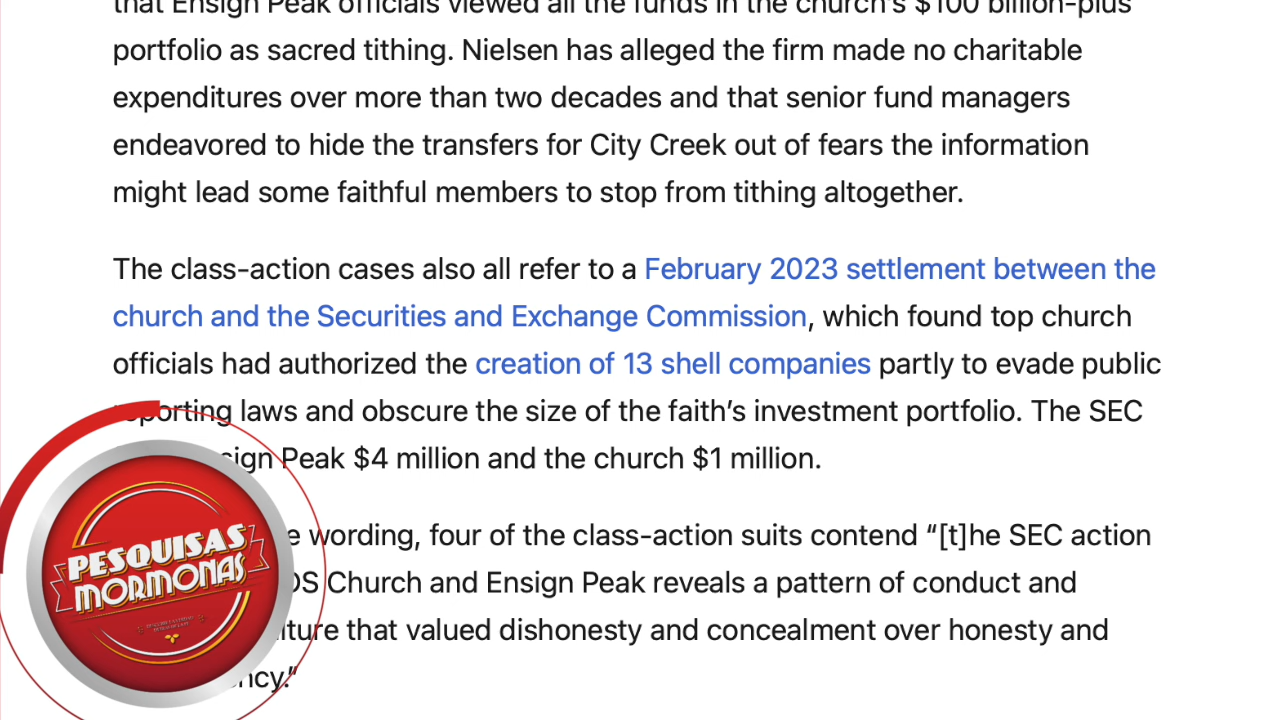 that Ensign Peak officials viewed all the funds in the church's $100 billion-plus
portfolio as sacred tithing. Nielsen has alleged the firm made no charitable
expenditures over more than two decades and that senior fund managers
endeavored to hide the transfers for City Creek out of fears the information
might lead some faithful members to stop from tithing altogether.
The class-action cases also all refer to a February 2023 settlement between the
church and the Securities and Exchange Commission, which found top church
officials had authorized the creation of 13 shell companies partly to evade public
reporting laws and obscure the size of the faith's investment portfolio. The SEC
Peak $4 million and the church $1 million.
wording, four of the class-action suits contend “[t]he SEC action
Church and Ensign Peak reveals a pattern of conduct and
that valued dishonesty and concealment over honesty and
PESQUISAS
MORMONAS